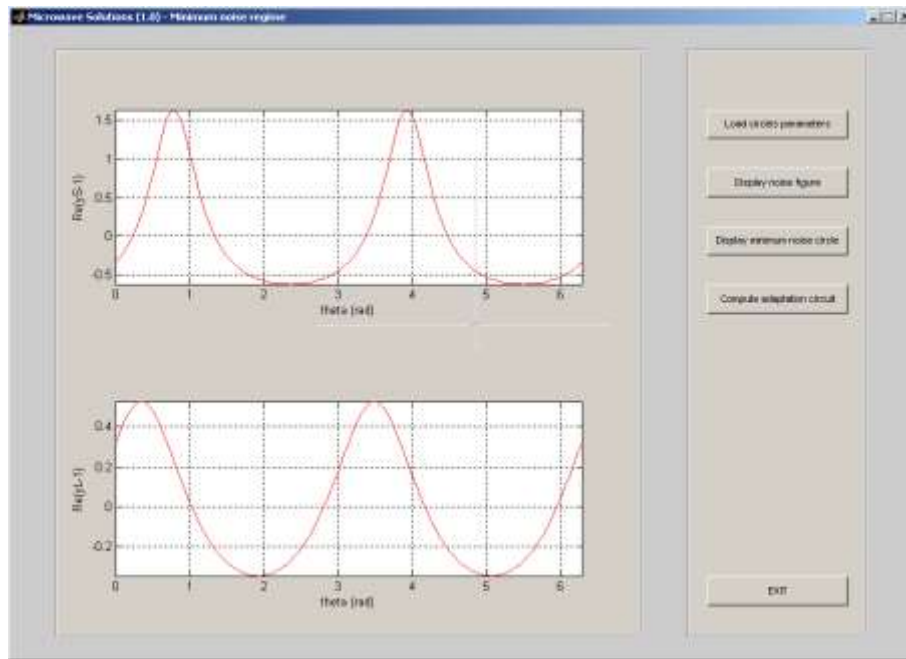 Microwave Solutions (1.0) - Minimum noise regime
1.5
1
0.5
0
-0.5
Re(yS-1)
0 1 2 3 4 5 6
theta (rad)
0.4
0.2
0
-0.2
Re(yL-1)
0 1 2 3 4 5 6
theta (rad)
Load circles parameters
Display noise figure
Display minimum noise circle
Compute adaptation circuit
EXIT